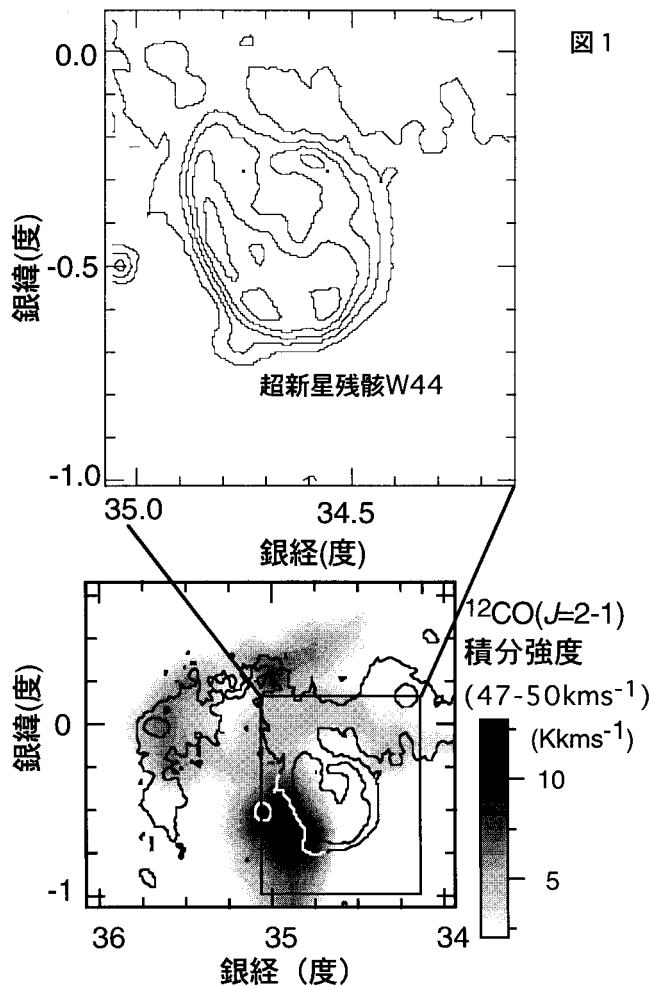 図1
0.0
-0.5
-1.0
銀緯(度)
超新星残骸W44
35.0
34.5
銀経(度)
12CO(J=2-1)
積分強度
(47-50kms-1)
(Kkms-1)
10
5
0
-1
銀緯(度)
36
35
34
銀経（度）